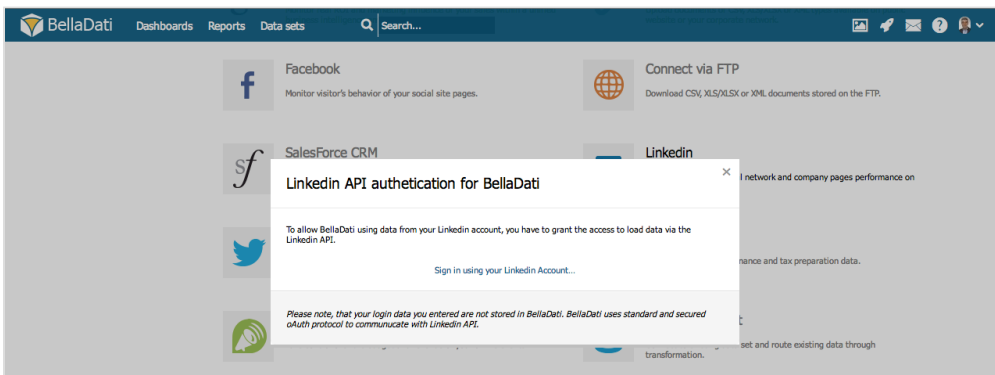 BellaDati Dashboards Reports Data sets Search...
Facebook
Monitor visitor's behavior of your social site pages.
Connect via FTP
Download CSV, XLS/XLSX or XML documents stored on the FTP.
SalesForce CRM
Linkedin
network and company pages performance on
Linkedin API authetication for BellaDati
×
To allow BellaDati using data from your Linkedin account, you have to grant the access to load data via the
Linkedin API.
Sign in using your Linkedin Account...
nance and tax preparation data.
Please note, that your login data you entered are not stored in BellaDati. BellaDati uses standard and secured
oAuth protocol to communucate with Linkedin API.
set and route existing data through
transformation.